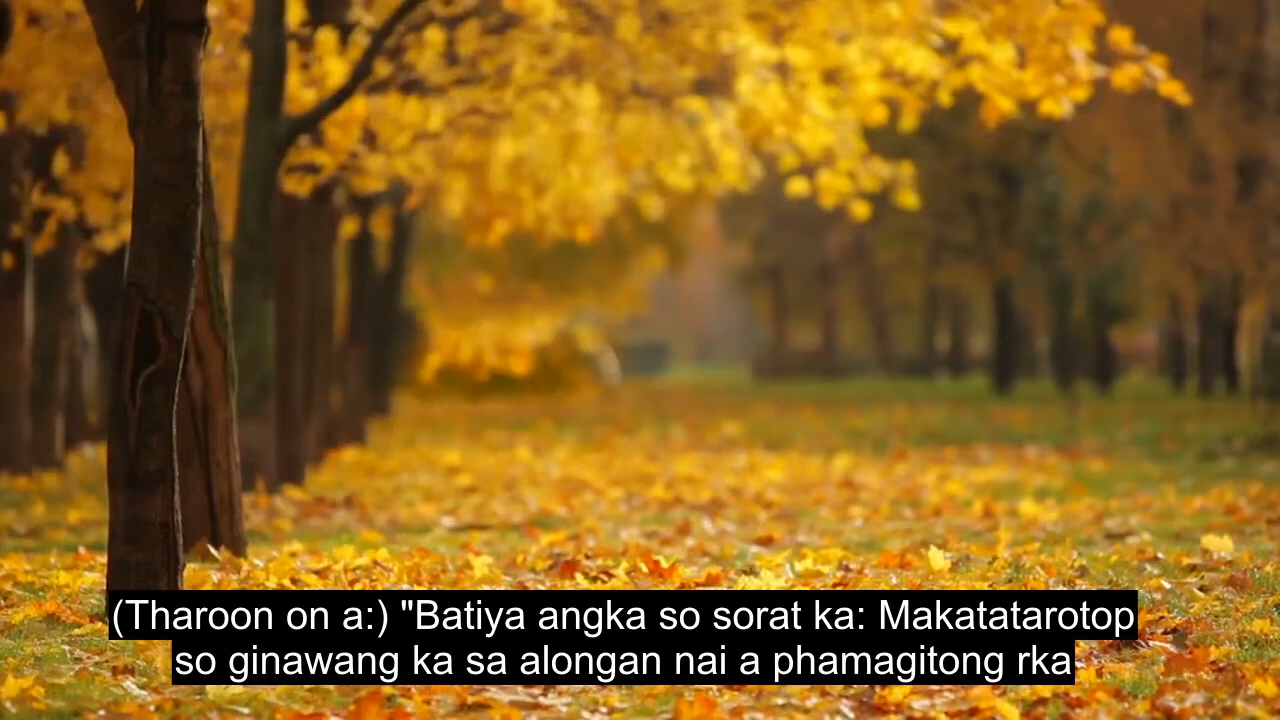 (Tharoon on a:) "Batiya angka so sorat ka: Makatatarotop
so ginawang ka sa alongan nai a phamagitong rka